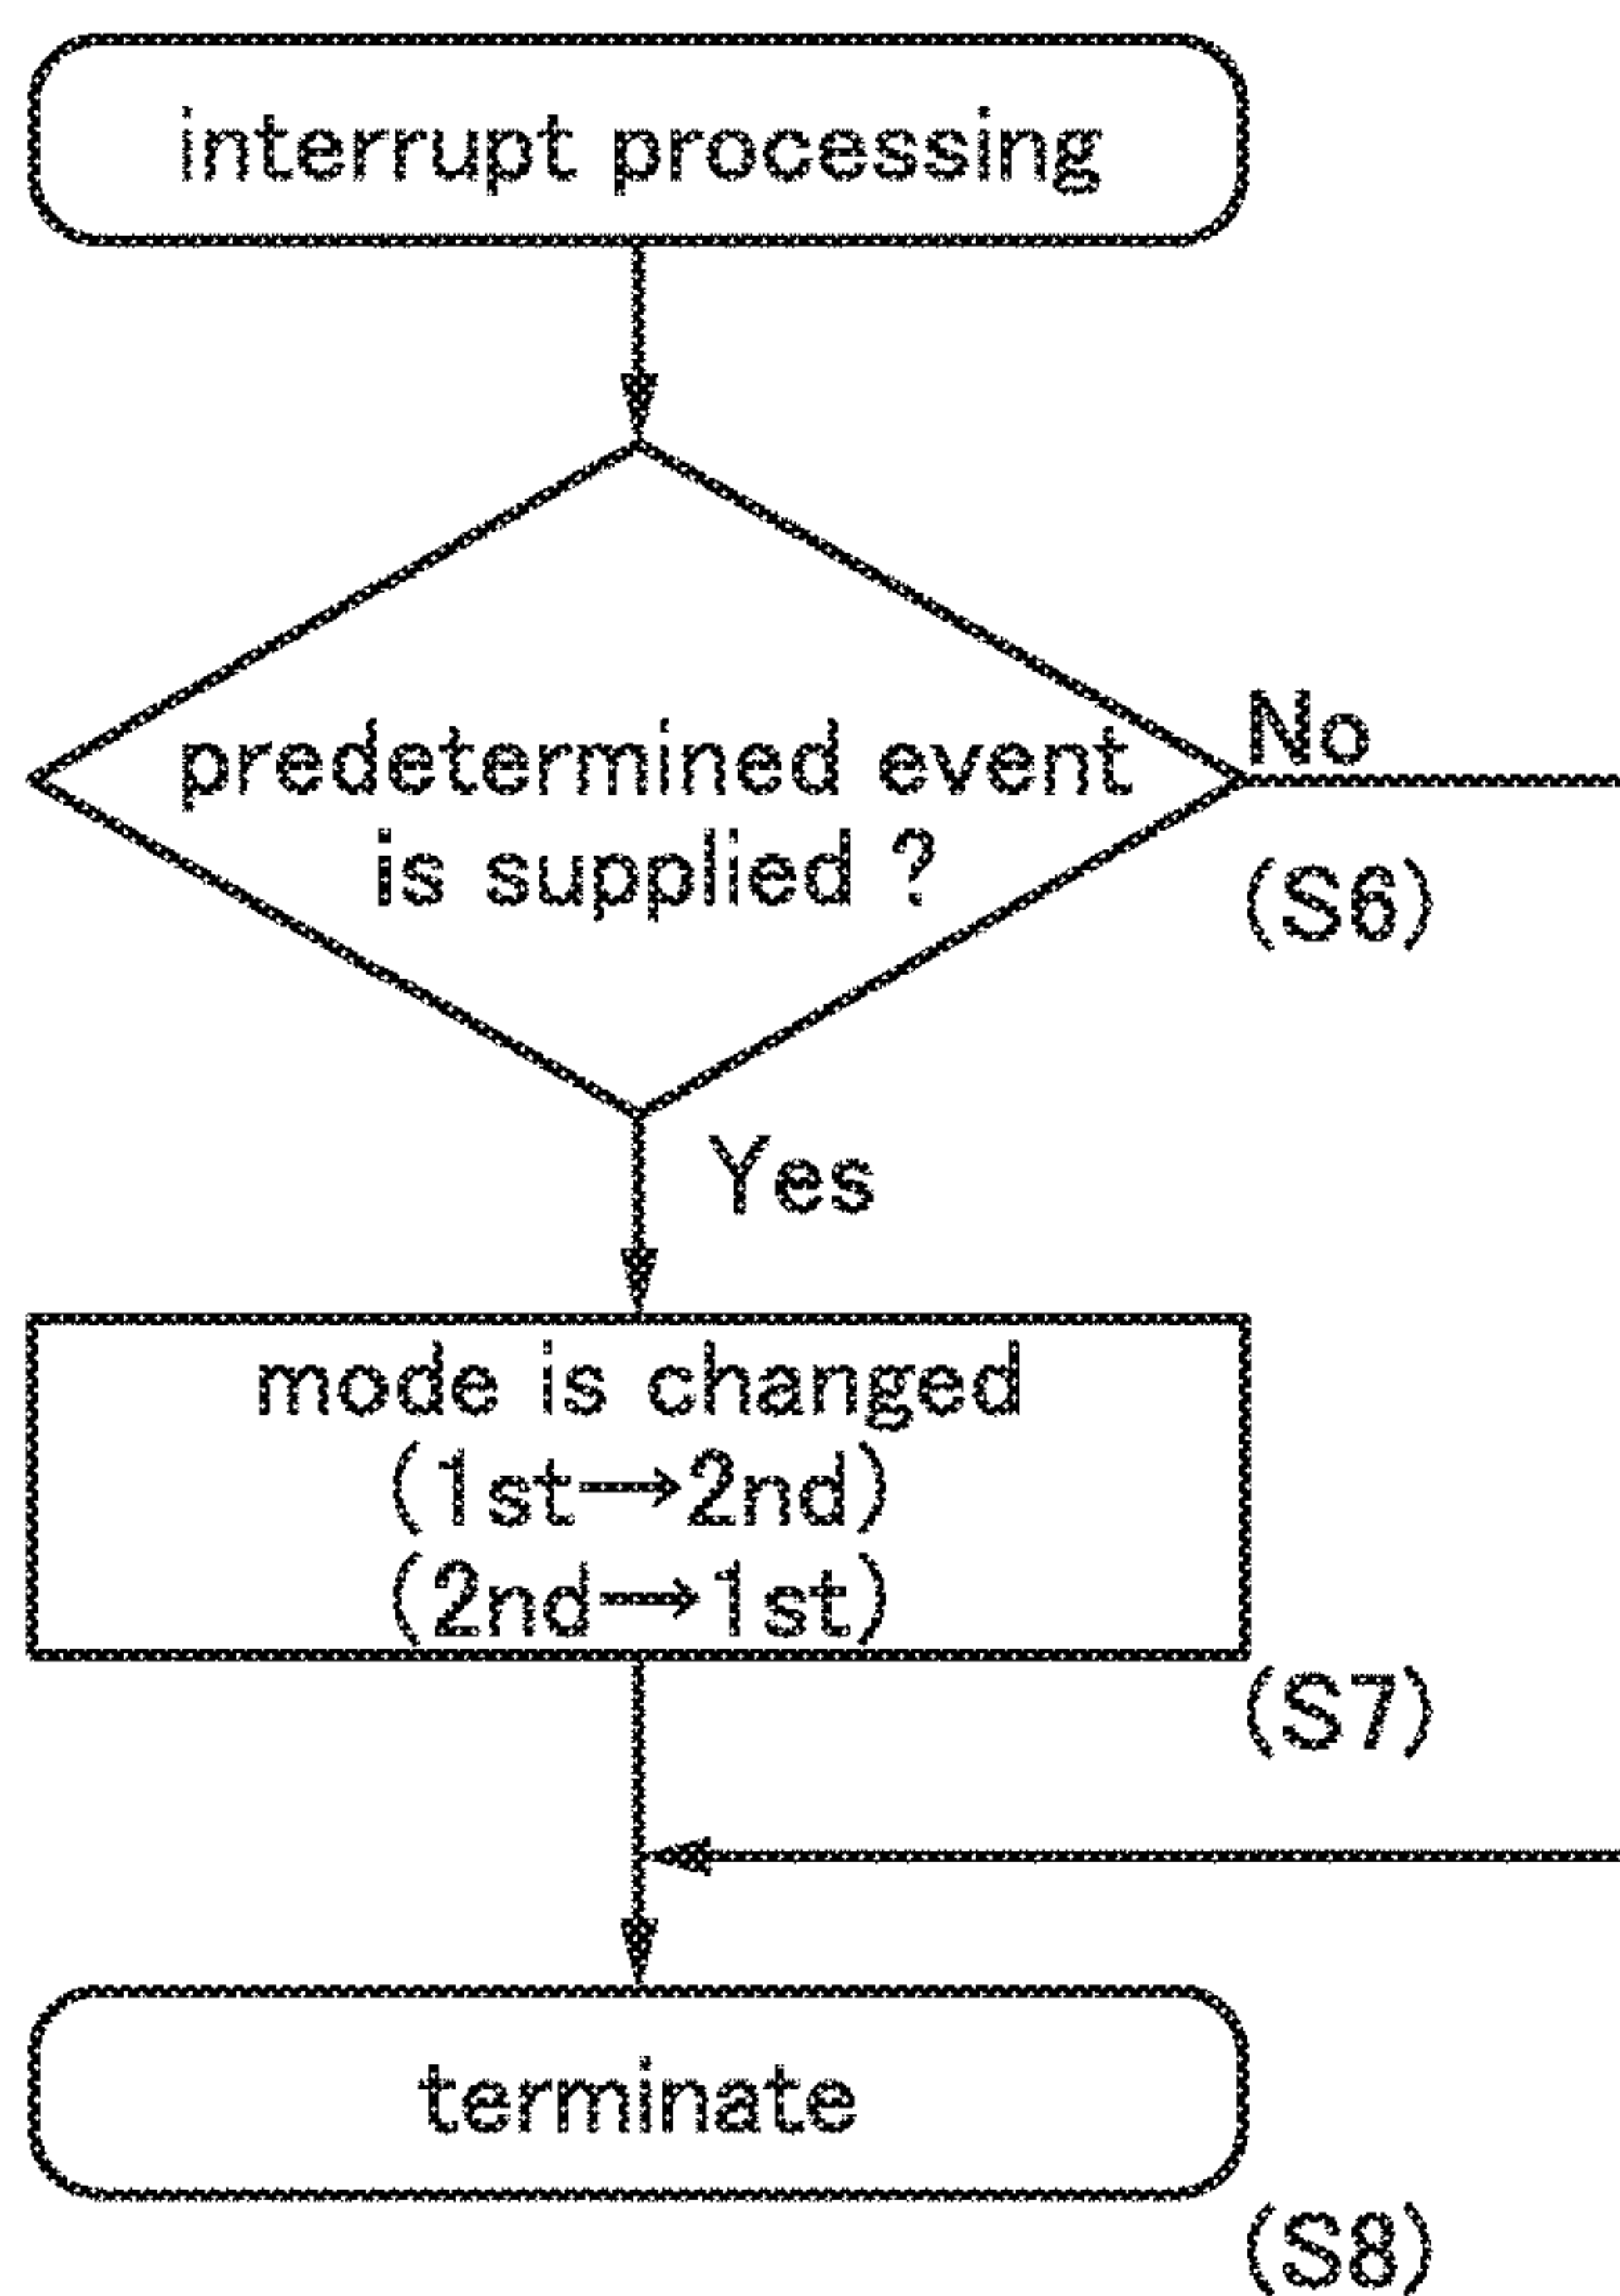 interrupt processing
predetermined event
is supplied ?
No
(S6)
Yes
mode is changed
(1st→2nd)
(2nd→1st)
(S7)
terminate
(S8)